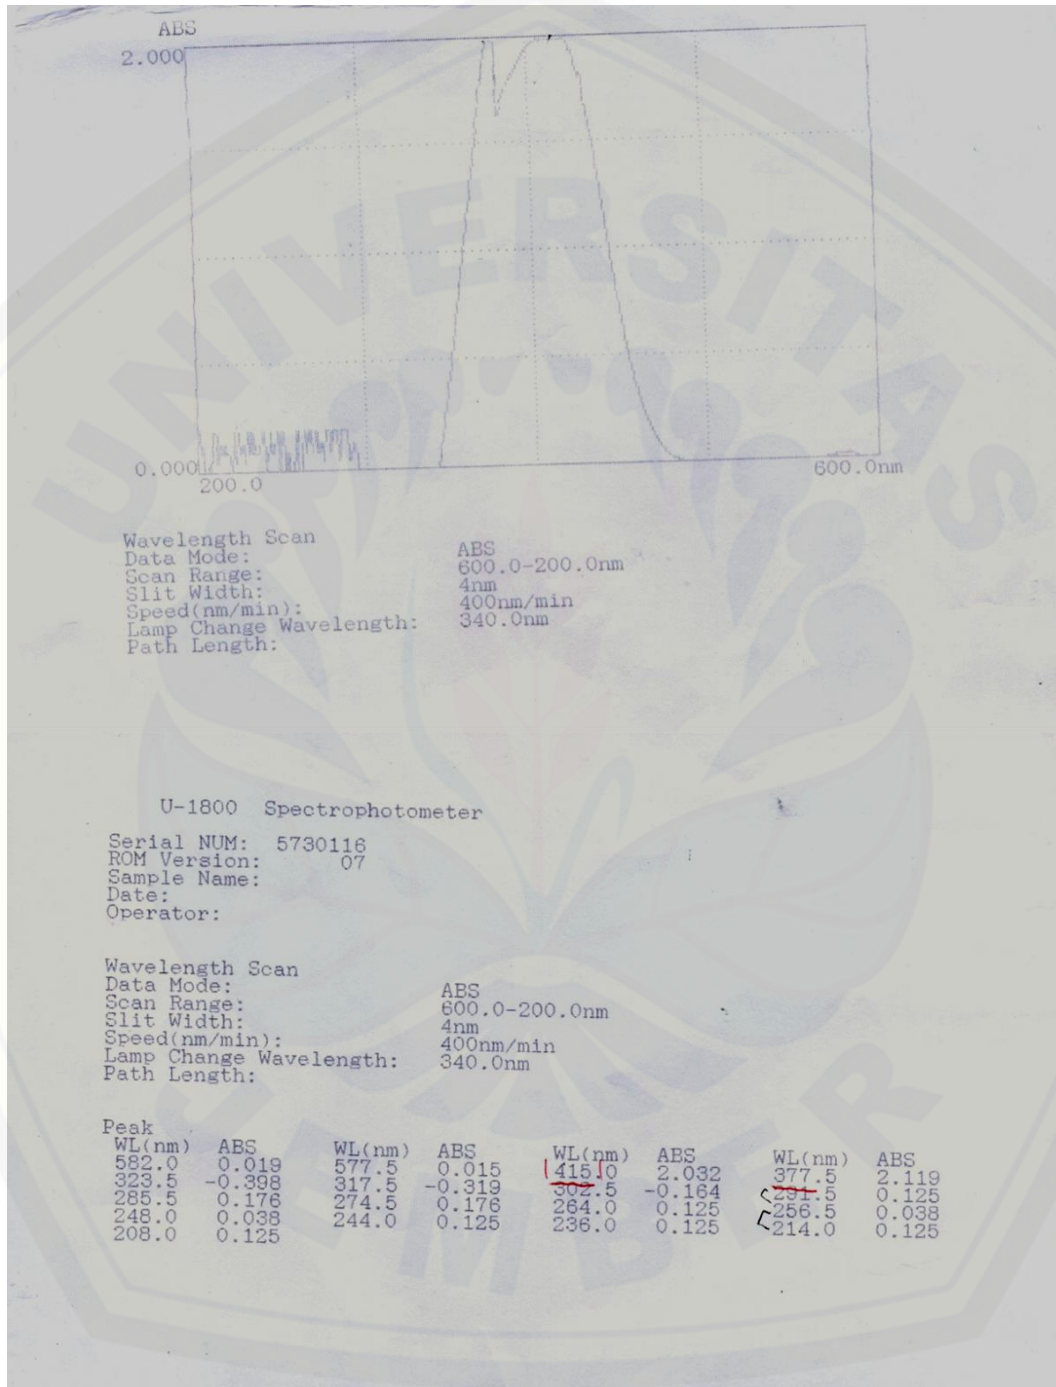 ABS
2.000
0.000
200.0
600.0nm
Wavelength Scan
Data Mode: ABS
Scan Range: 600.0-200.0nm
Slit Width: 4nm
Speed(nm/min): 400nm/min
Lamp Change Wavelength: 340.0nm
Path Length:
U-1800 Spectrophotometer
Serial NUM: 5730116
ROM Version: 07
Sample Name:
Date:
Operator:
Wavelength Scan
Data Mode: ABS
Scan Range: 600.0-200.0nm
Slit Width: 4nm
Speed(nm/min): 400nm/min
Lamp Change Wavelength: 340.0nm
Path Length:
Peak
WL(nm) ABS WL(nm) ABS WL(nm) ABS WL(nm) ABS
582.0 0.019 577.5 0.015 415.0 2.032 377.5 2.119
323.5 -0.398 317.5 -0.319 302.5 -0.164 291.5 0.125
285.5 0.176 274.5 0.176 264.0 0.125 256.5 0.038
248.0 0.038 244.0 0.125 236.0 0.125 214.0 0.125
208.0 0.125
UNIVERSITAS
JEMBER